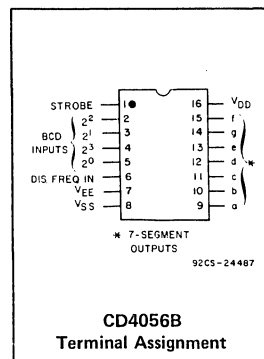 STROBE 1 16 VDD
2² 2 15 f
BCD INPUTS 2¹ 3 14 g
2³ 4 13 e *
2⁰ 5 12 d
DIS. FREQ IN 6 11 c
VEE 7 10 b
VSS 8 9 a
* 7-SEGMENT
OUTPUTS
92CS-24487
CD4056B
Terminal Assignment